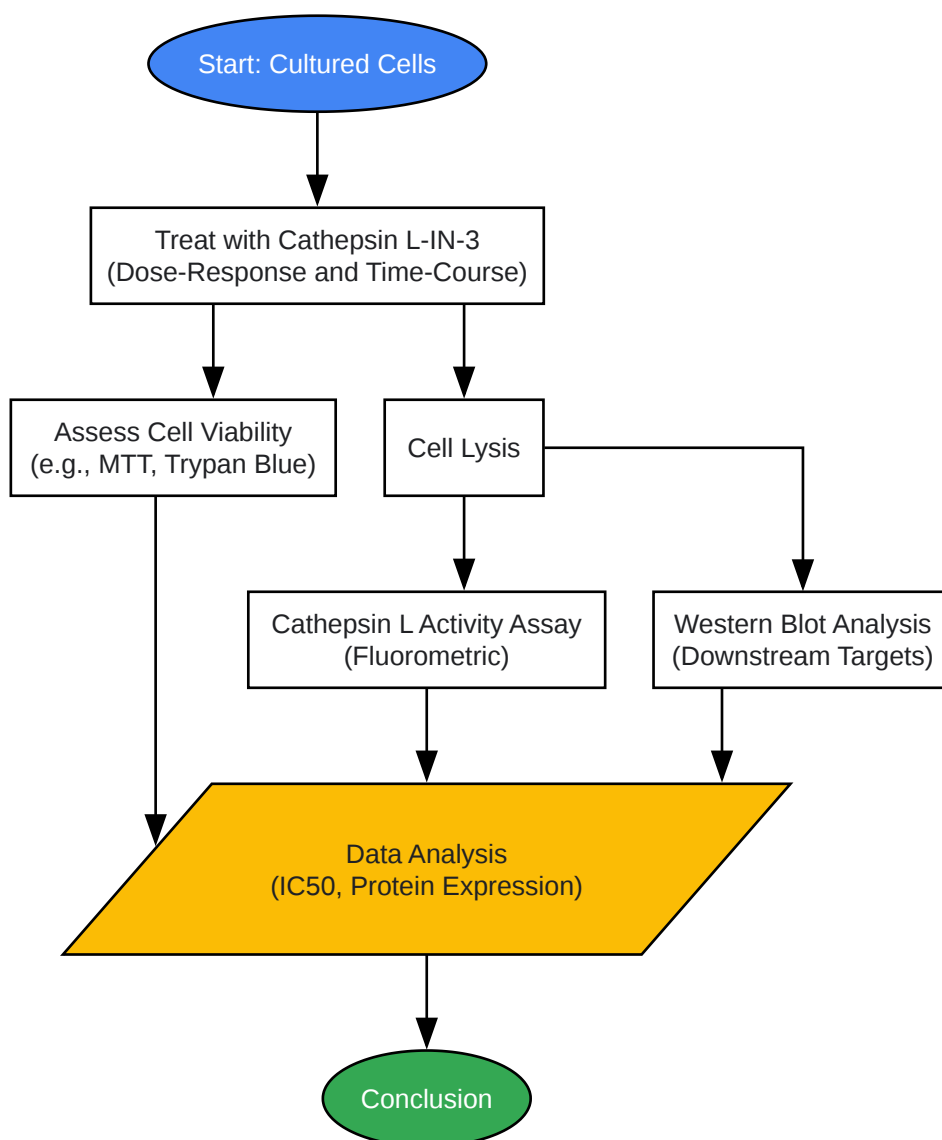 Start: Cultured Cells
Treat with Cathepsin L-IN-3
(Dose-Response and Time-Course)
Assess Cell Viability
(e.g., MTT, Trypan Blue)
Cell Lysis
Cathepsin L Activity Assay
(Fluorometric)
Western Blot Analysis
(Downstream Targets)
Data Analysis
(IC50, Protein Expression)
Conclusion